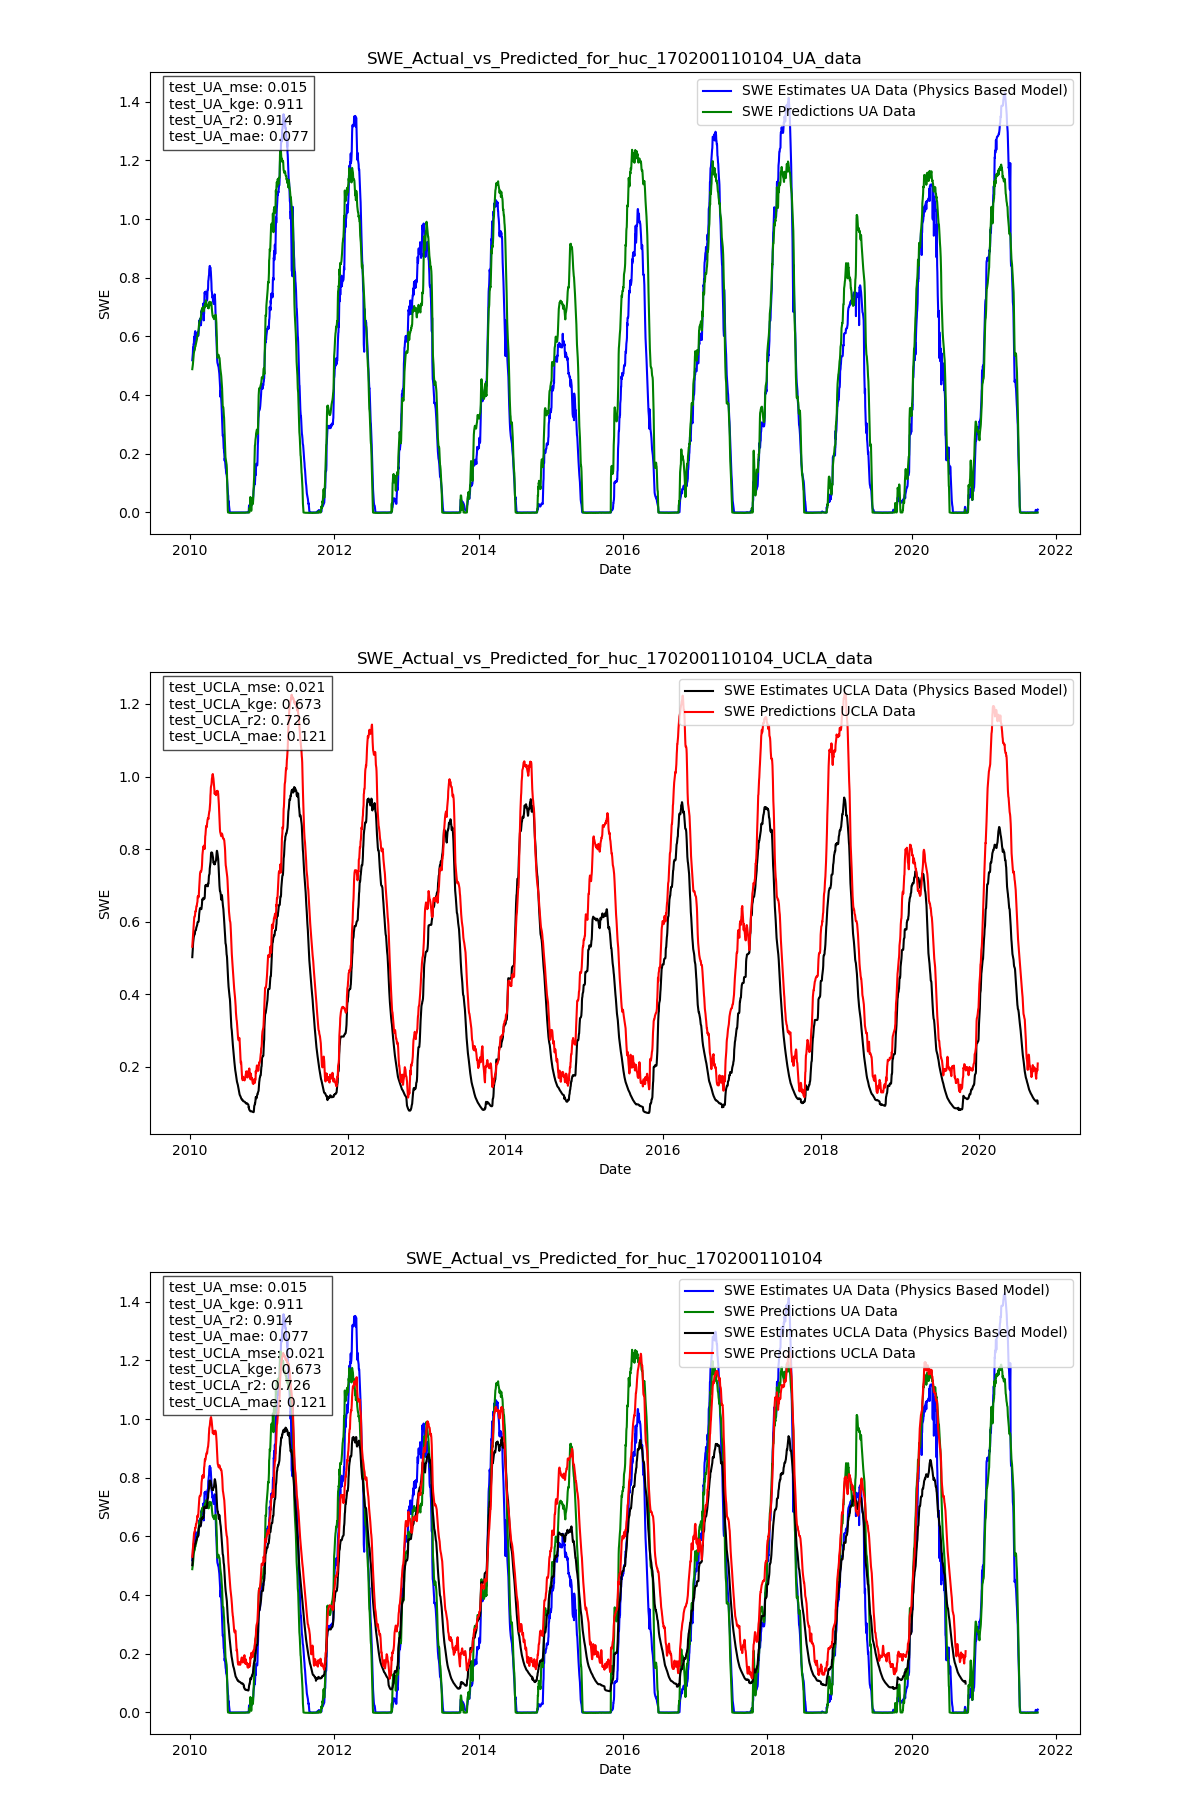 SWE_Actual_vs_Predicted_for_huc_170200110104_UA_data
test_UA_mse: 0.015
test_UA_kge: 0.911
test_UA_r2: 0.914
test_UA_mae: 0.077
SWE Estimates UA Data (Physics Based Model)
SWE Predictions UA Data
1.4
1.2
1.0
0.8
0.6
0.4
0.2
0.0
SWE
2010 2012 2014 2016 2018 2020 2022
Date
SWE_Actual_vs_Predicted_for_huc_170200110104_UCLA_data
test_UCLA_mse: 0.021
test_UCLA_kge: 0.673
test_UCLA_r2: 0.726
test_UCLA_mae: 0.121
SWE Estimates UCLA Data (Physics Based Model)
SWE Predictions UCLA Data
1.2
1.0
0.8
0.6
0.4
0.2
SWE
2010 2012 2014 2016 2018 2020
Date
SWE_Actual_vs_Predicted_for_huc_170200110104
test_UA_mse: 0.015
test_UA_kge: 0.911
test_UA_r2: 0.914
test_UA_mae: 0.077
test_UCLA_mse: 0.021
test_UCLA_kge: 0.673
test_UCLA_r2: 0.726
test_UCLA_mae: 0.121
SWE Estimates UA Data (Physics Based Model)
SWE Predictions UA Data
SWE Estimates UCLA Data (Physics Based Model)
SWE Predictions UCLA Data
1.4
1.2
1.0
0.8
0.6
0.4
0.2
0.0
SWE
2010 2012 2014 2016 2018 2020 2022
Date